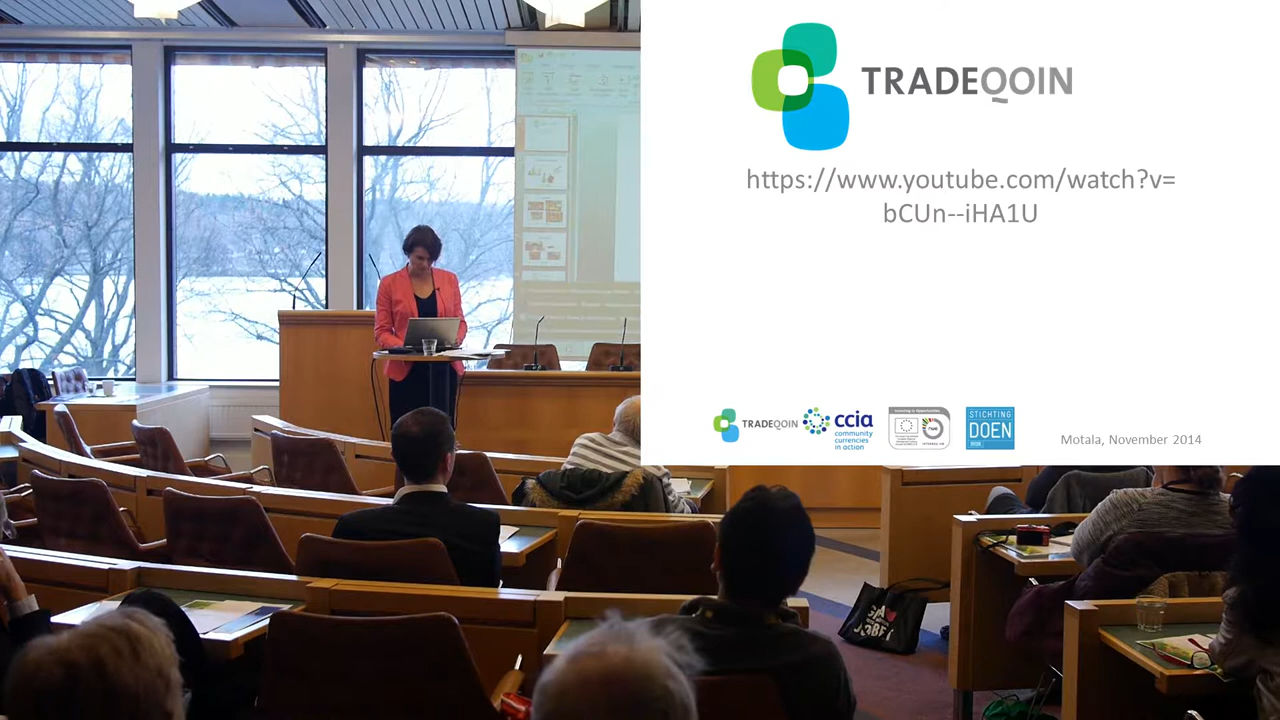 TRADEQOIN
https://www.youtube.com/watch?v=
bCUn--iHA1U
TRADEQOIN
ccia
community
currencies
in action
STICHTING
DOEN
Motala, November 2014